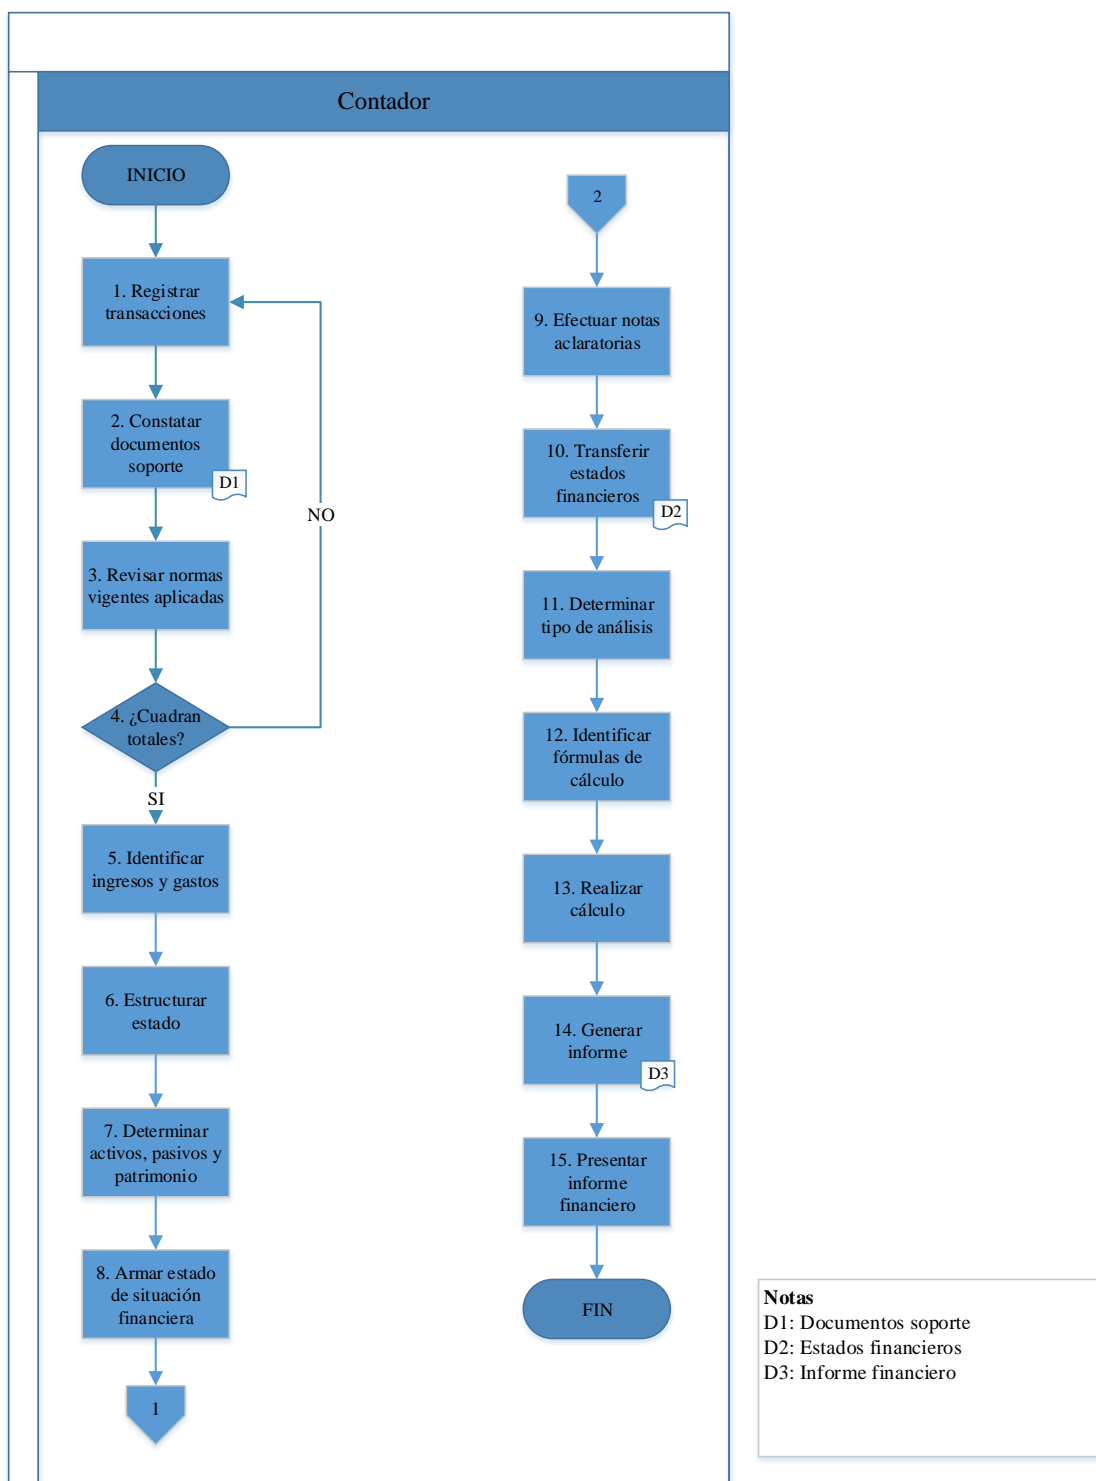 Contador
INICIO
1. Registrar
transacciones
2. Constatar
documentos
soporte
D1
3. Revisar normas
vigentes aplicadas
4. ¿Cuadran
totales?
NO
SI
5. Identificar
ingresos y gastos
6. Estructurar
estado
7. Determinar
activos, pasivos y
patrimonio
8. Armar estado
de situación
financiera
1
2
9. Efectuar notas
aclaratorias
10. Transferir
estados
financieros
D2
11. Determinar
tipo de análisis
12. Identificar
fórmulas de
cálculo
13. Realizar
cálculo
14. Generar
informe
D3
15. Presentar
informe
financiero
FIN
Notas
D1: Documentos soporte
D2: Estados financieros
D3: Informe financiero